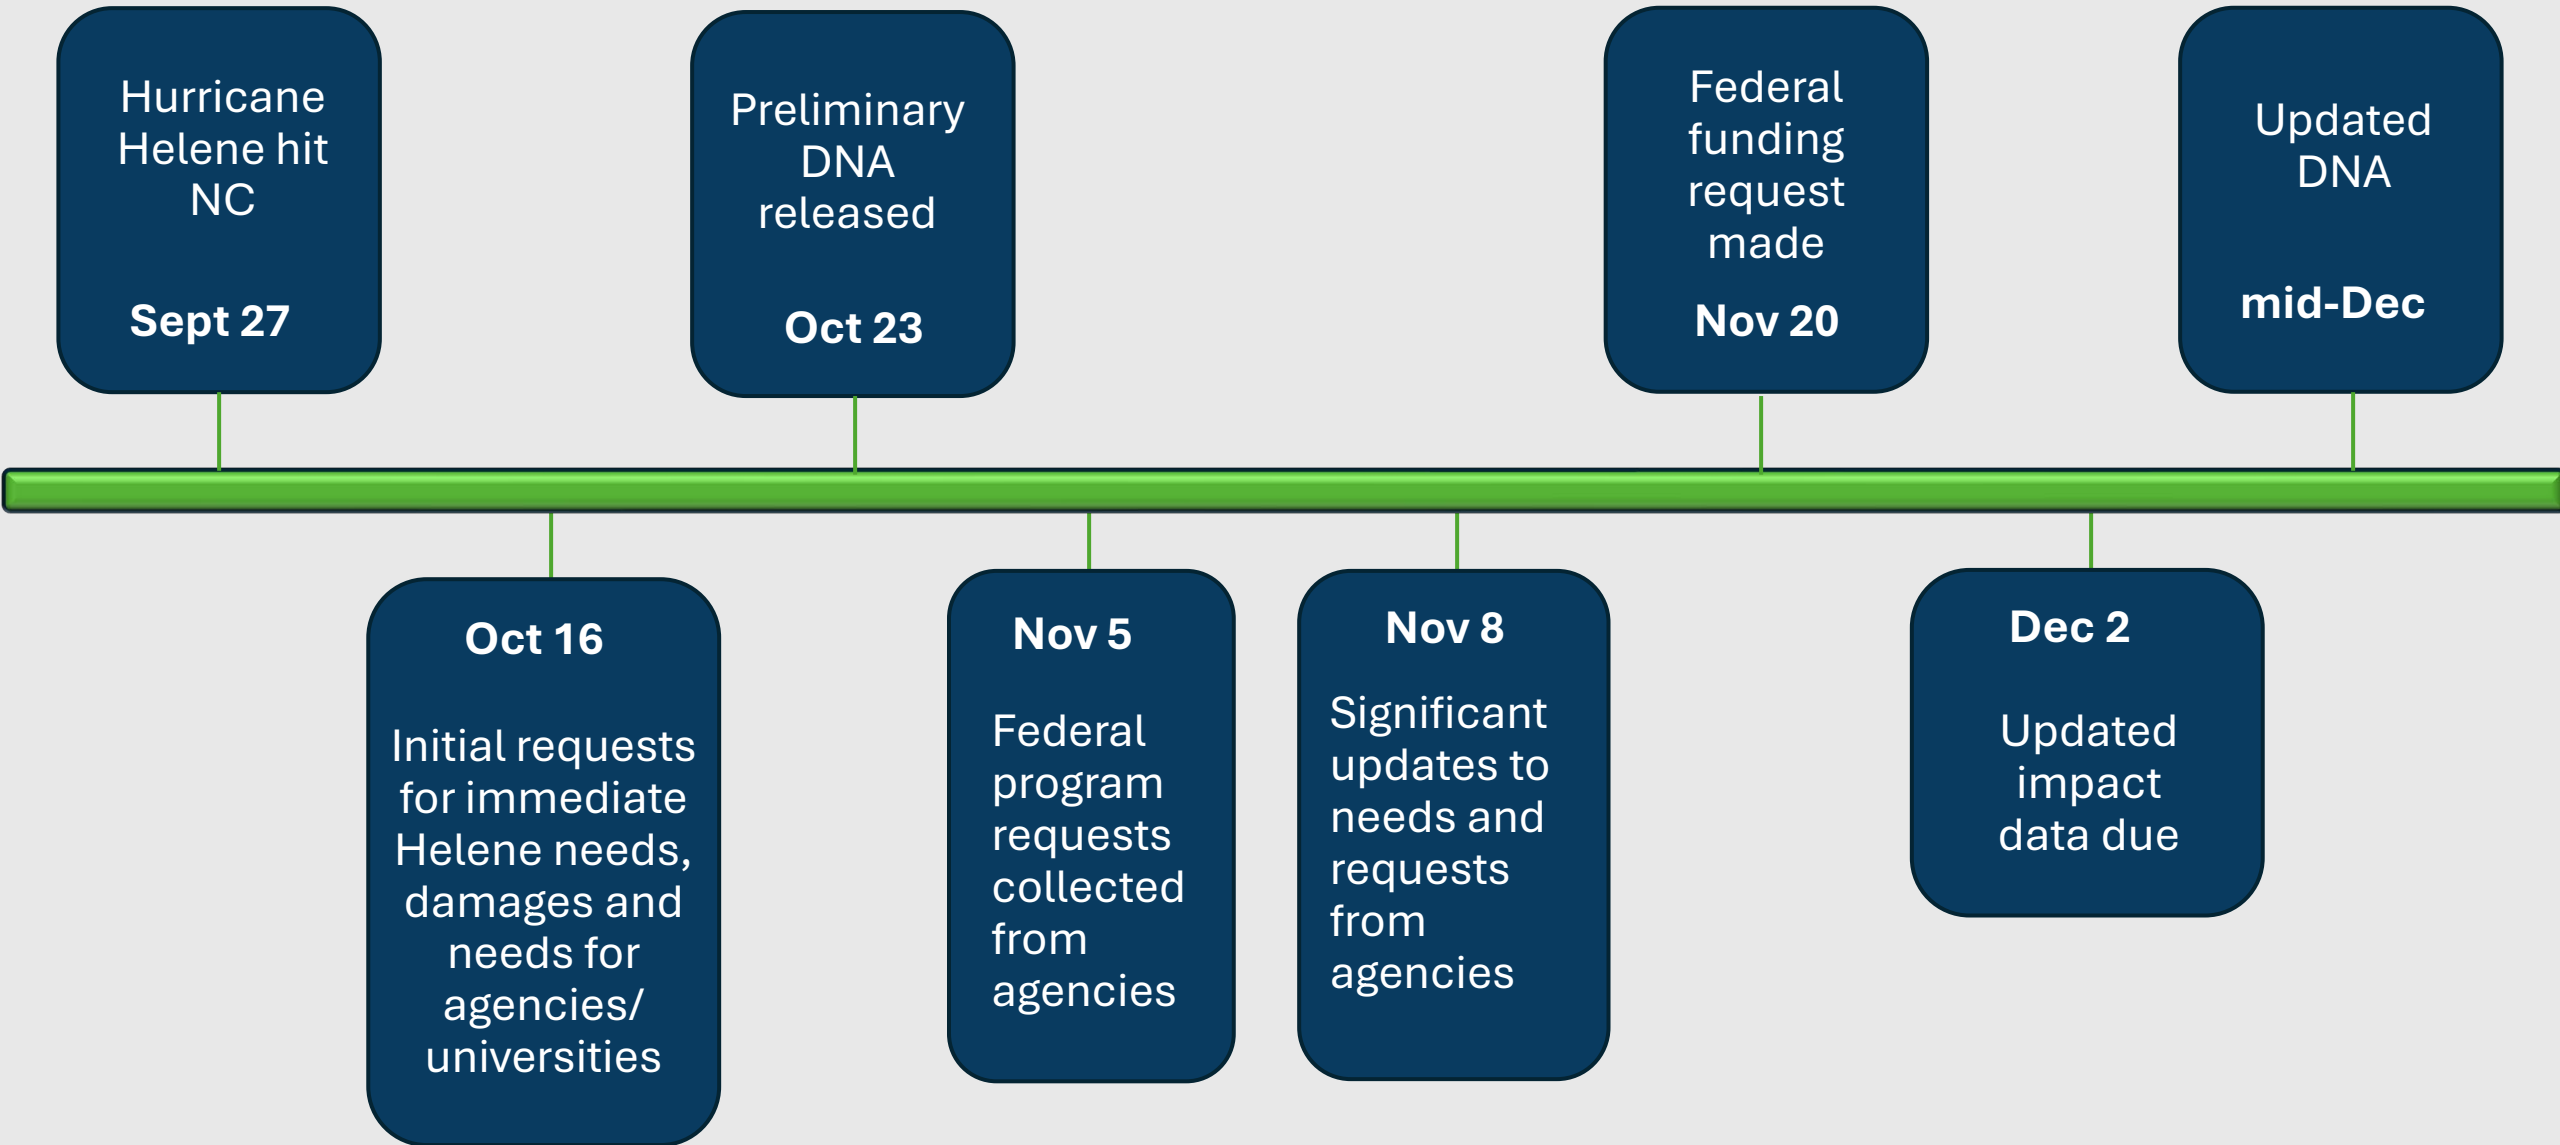 Hurricane
Helene hit
NC
Sept 27
Preliminary
DNA
released
Oct 23
Federal
funding
request
made
Nov 20
Updated
DNA
mid-Dec
Oct 16
Initial requests
for immediate
Helene needs,
damages and
needs for
agencies/
universities
Nov 5
Federal
program
requests
collected
from
agencies
Nov 8
Significant
updates to
needs and
requests
from
agencies
Dec 2
Updated
impact
data due